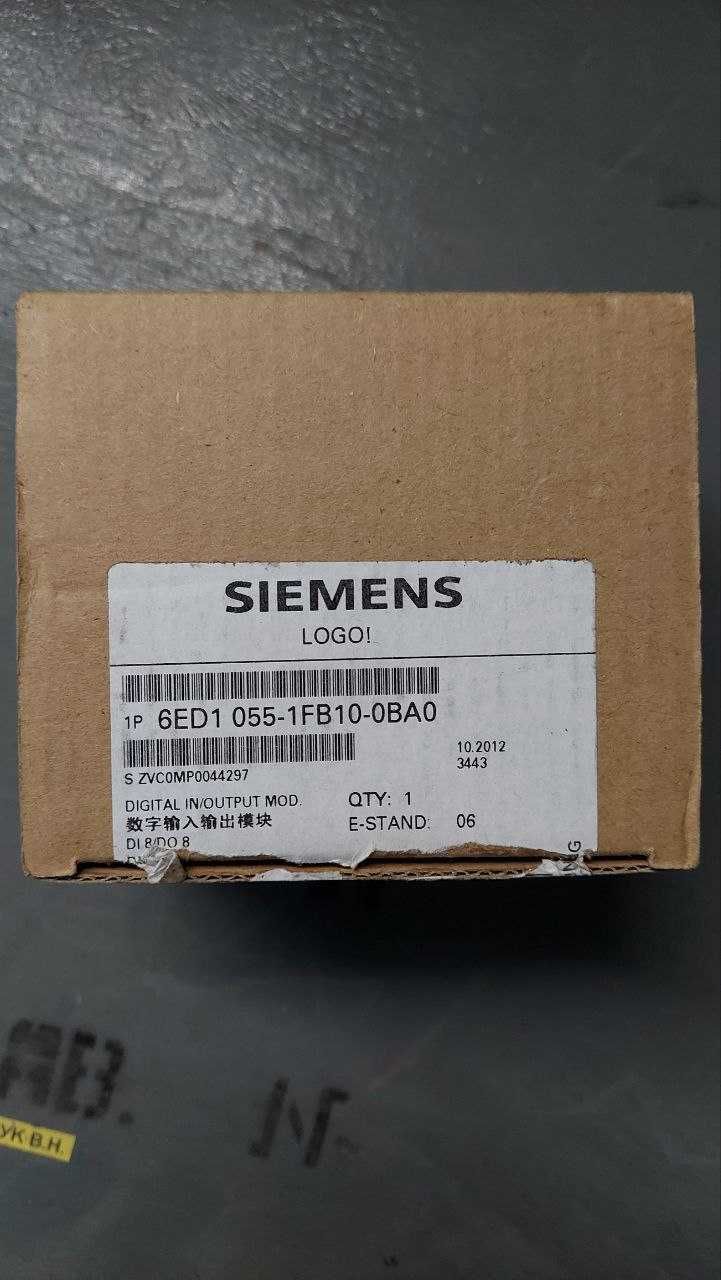 SIEMENS
LOGO!
1P 6ED1 055-1FB10-0BA0
10.2012
3443
S ZVC0MP0044297
DIGITAL IN/OUTPUT MOD.
数字输入输出模块
DI 8/DO 8
QTY: 1
E-STAND: 06
УК В.Н.